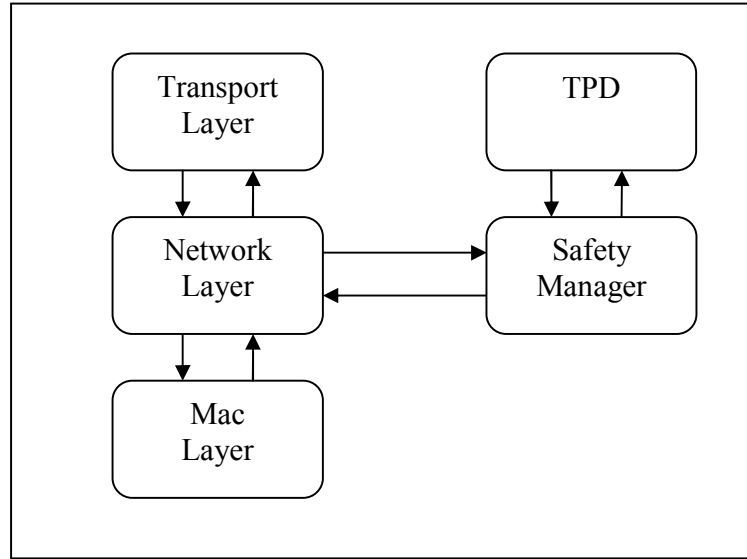 Transport
Layer
TPD
Network
Layer
Safety
Manager
Mac
Layer